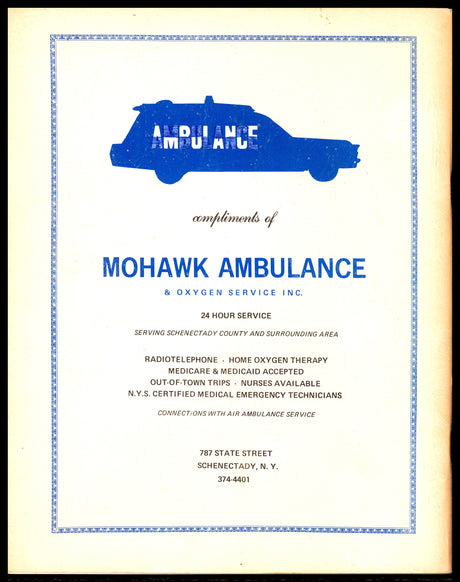 AMBULANCE
compliments of
MOHAWK AMBULANCE
& OXYGEN SERVICE INC.
24 HOUR SERVICE
SERVING SCHENECTADY COUNTY AND SURROUNDING AREA
RADIOTELEPHONE · HOME OXYGEN THERAPY
MEDICARE & MEDICAID ACCEPTED
OUT-OF-TOWN TRIPS · NURSES AVAILABLE
N.Y.S. CERTIFIED MEDICAL EMERGENCY TECHNICIANS
CONNECTIONS WITH AIR AMBULANCE SERVICE
787 STATE STREET
SCHENECTADY, N. Y.
374-4401